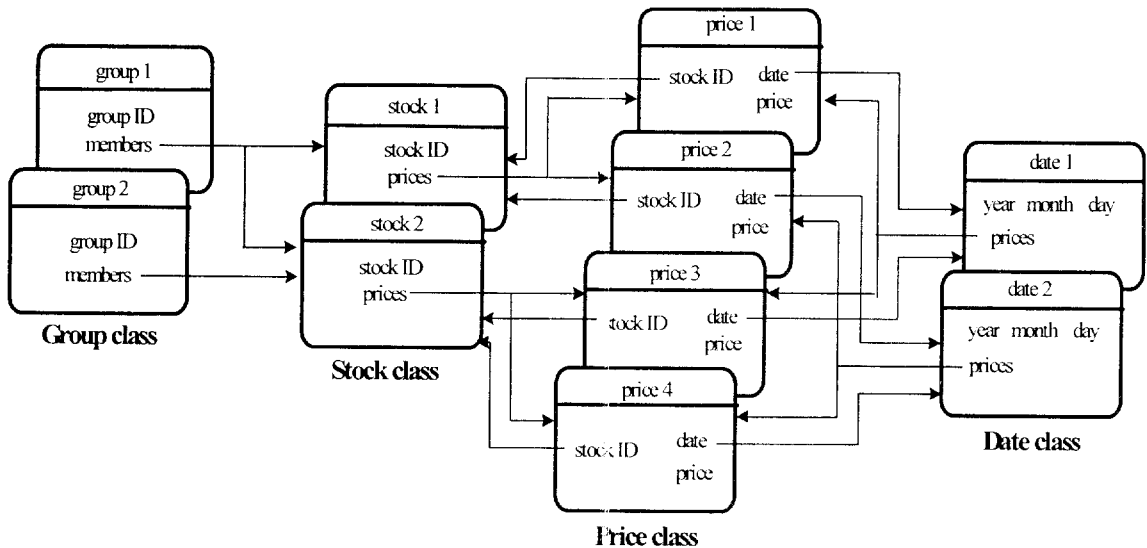 group 1
group ID
members
group 2
group ID
members
Group class
stock 1
stock ID
prices
stock 2
stock ID
prices
Stock class
price 1
stock ID date
price
price 2
stock ID date
price
price 3
stock ID date
price
price 4
stock ID date
price
Price class
date 1
year month day
prices
date 2
year month day
prices
Date class